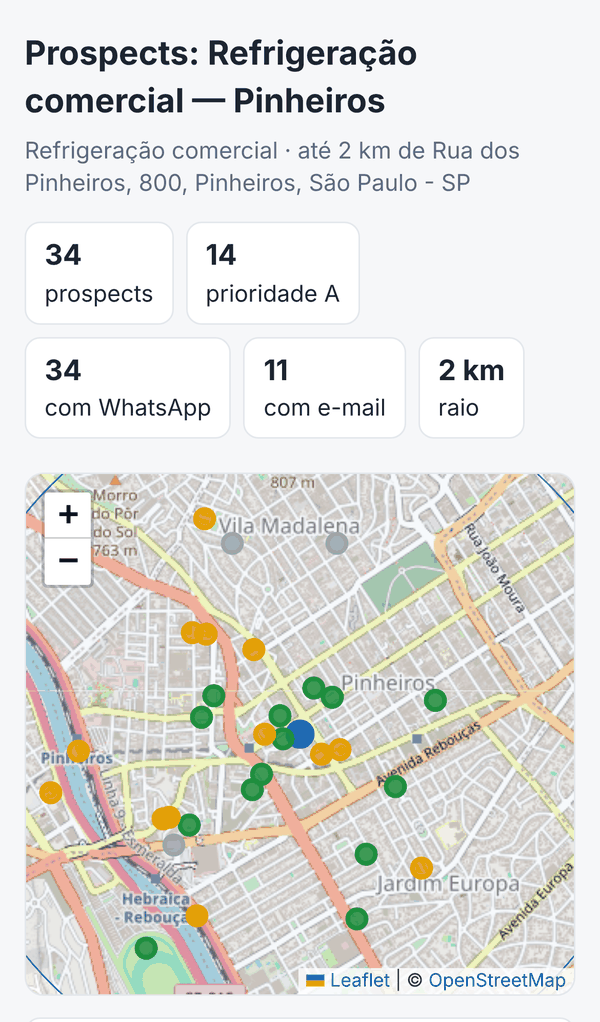 Prospects: Refrigeração
comercial — Pinheiros
Refrigeração comercial · até 2 km de Rua dos
Pinheiros, 800, Pinheiros, São Paulo - SP
34
prospects
14
prioridade A
34
com WhatsApp
11
com e-mail
2 km
raio
+
−
Morro
do Pôr
do Sol
763 m
807 m
Vila Madalena
Rua João Moura
Pinheiros
Avenida Rebouças
Linha 9 - Esmeralda
Hebraica
- Rebouças
Jardim Europa
Avenida Europa
Leaflet | © OpenStreetMap